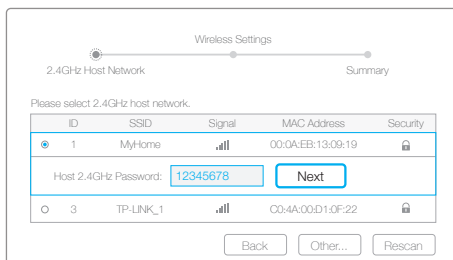 Wireless Settings
2.4GHz Host Network Summary
Please select 2.4GHz host network.
ID SSID Signal MAC Address Security
1 MyHome 00:0A:EB:13:09:19
Host 2.4GHz Password: 12345678 Next
3 TP-LINK_1 C0:4A:00:D1:0F:22
Back Other... Rescan